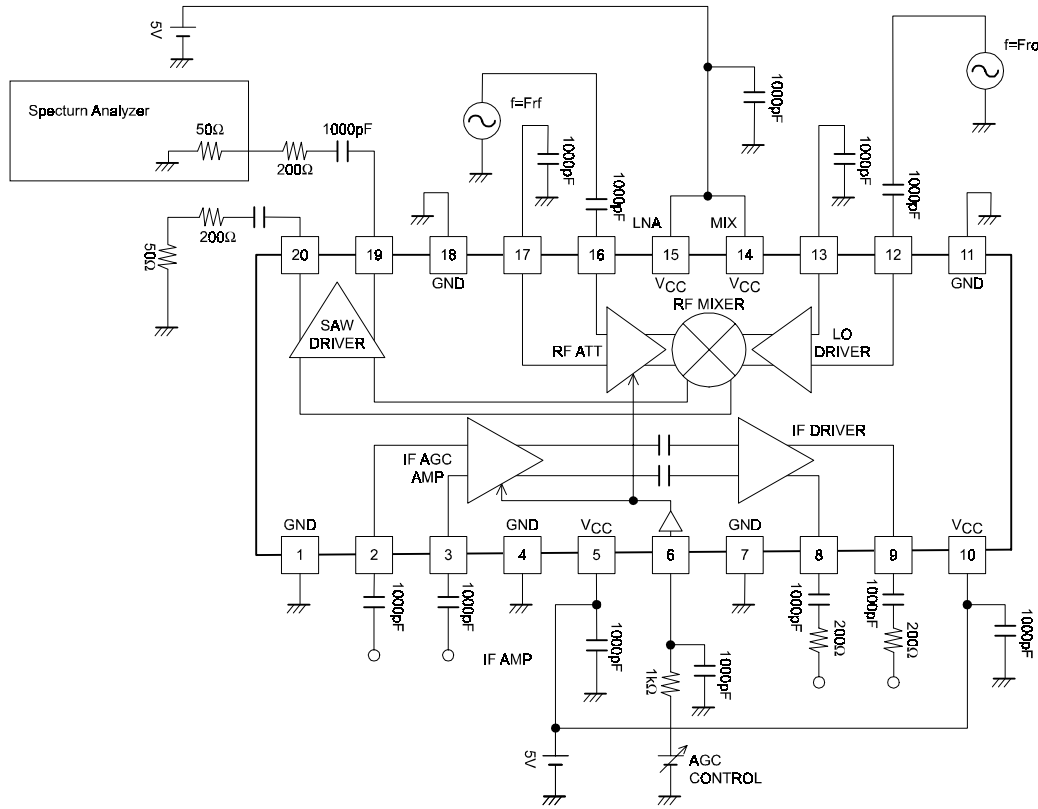 5V
f=Fro
Specturn Analyzer
50Ω
200Ω
1000pF
f=Frf
1000pF
1000pF
1000pF
1000pF
1000pF
50Ω
200Ω
LNA
MIX
20
19
18
17
16
15
14
13
12
11
GND
VCC
VCC
GND
SAW
DRIVER
RF MIXER
RF ATT
LO
DRIVER
IF AGC
AMP
IF DRIVER
GND
GND
VCC
GND
VCC
1
2
3
4
5
6
7
8
9
10
1000pF
1000pF
IF AMP
1000pF
1kΩ
1000pF
1000pF
200Ω
1000pF
200Ω
1000pF
5V
AGC
CONTROL